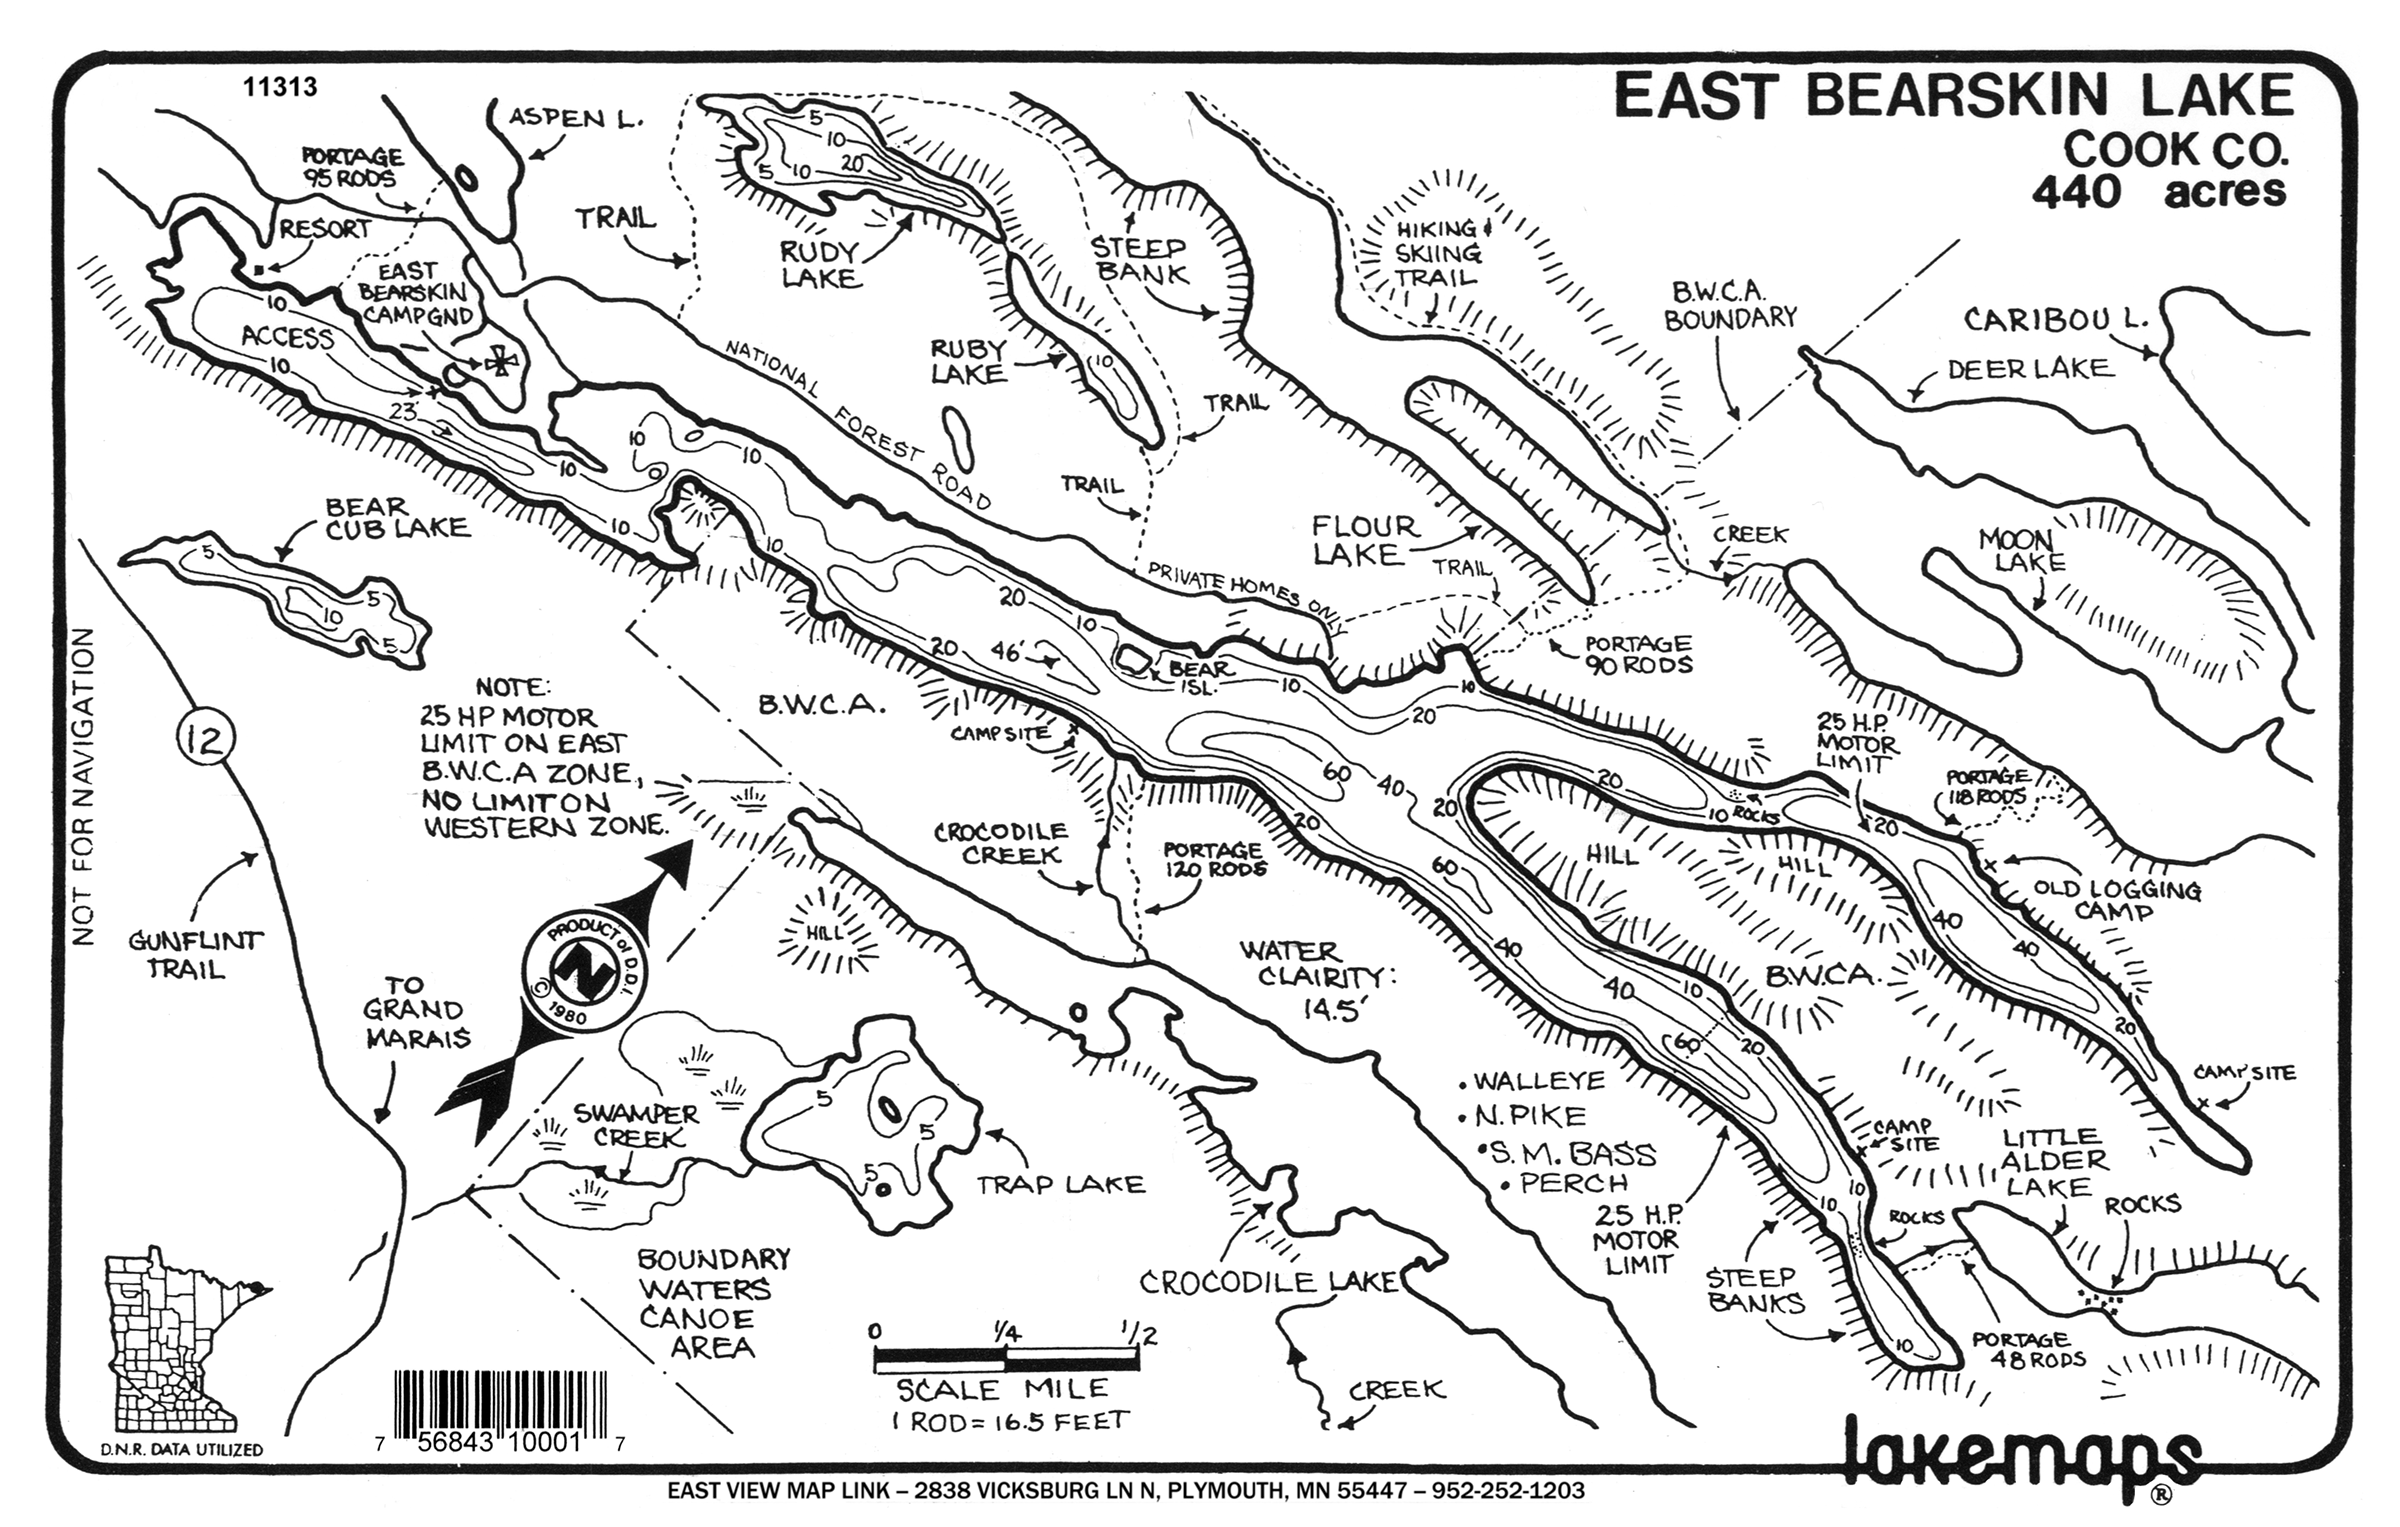 11313
EAST BEARSKIN LAKE
COOK CO.
440 acres
ASPEN L.
PORTAGE
95 RODS
RESORT
TRAIL
EAST
BEARSKIN
CAMPGND
10
ACCESS
10
23'
10
10
5
10
20
5
10
RUDY
LAKE
STEEP
BANK
HIKING &
SKIING
TRAIL
B.W.C.A.
BOUNDARY
CARIBOU L.
DEER LAKE
RUBY
LAKE
10
TRAIL
NATIONAL FOREST ROAD
TRAIL
10
10
10
BEAR
CUB LAKE
5
10
5
5
FLOUR
LAKE
TRAIL
CREEK
MOON
LAKE
PRIVATE HOMES ONLY
PORTAGE
90 RODS
20
10
20
46'
BEAR
ISL.
10
10
20
NOT FOR NAVIGATION
12
NOTE:
25 HP MOTOR
LIMIT ON EAST
B.W.C.A ZONE,
NO LIMIT ON
WESTERN ZONE.
B.W.C.A.
CAMPSITE
60
40
20
20
20
10
ROCKS
25 H.P.
MOTOR
LIMIT
20
PORTAGE
118 RODS
CROCODILE
CREEK
PORTAGE
120 RODS
HILL
HILL
OLD LOGGING
CAMP
60
40
40
40
B.W.C.A.
GUNFLINT
TRAIL
HILL
WATER
CLAIRITY:
14.5'
40
10
20
60
20
TO
GRAND
MARAIS
PRODUCT of D.D.I.
N
© 1980
SWAMPER
CREEK
5
5
5
TRAP LAKE
• WALLEYE
• N. PIKE
• S. M. BASS
• PERCH
CAMPSITE
CAMP
SITE
LITTLE
ALDER
LAKE
ROCKS
10
10
ROCKS
25 H.P.
MOTOR
LIMIT
STEEP
BANKS
10
PORTAGE
48 RODS
BOUNDARY
WATERS
CANOE
AREA
CROCODILE LAKE
CREEK
0 1/4 1/2
SCALE MILE
1 ROD = 16.5 FEET
D.N.R. DATA UTILIZED
7 56843 10001 7
lakemaps ®
EAST VIEW MAP LINK – 2838 VICKSBURG LN N, PLYMOUTH, MN 55447 – 952-252-1203